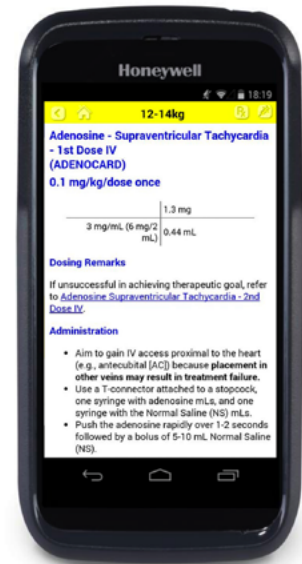 Honeywell
18:19
12-14kg
Adenosine - Supraventricular Tachycardia
- 1st Dose IV
(ADENOCARD)
0.1 mg/kg/dose once
1.3 mg
3 mg/mL (6 mg/2
mL)
0.44 mL
Dosing Remarks
If unsuccessful in achieving therapeutic goal, refer
to Adenosine Supraventricular Tachycardia - 2nd
Dose IV.
Administration
• Aim to gain IV access proximal to the heart
(e.g., antecubital [AC]) because placement in
other veins may result in treatment failure.
• Use a T-connector attached to a stopcock,
one syringe with adenosine mLs, and one
syringe with the Normal Saline (NS) mLs.
• Push the adenosine rapidly over 1-2 seconds
followed by a bolus of 5-10 mL Normal Saline
(NS).